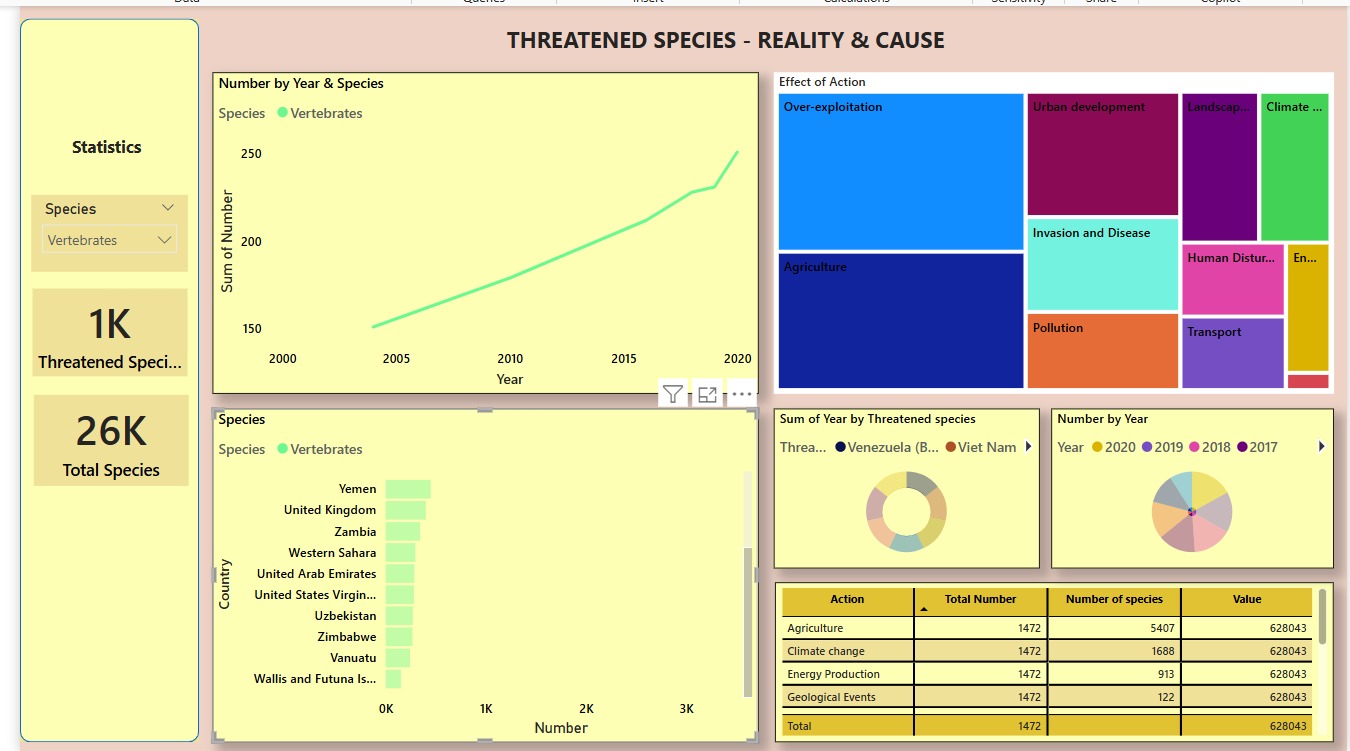 THREATENED SPECIES - REALITY & CAUSE
Statistics
Species
Vertebrates
1K
Threatened Speci...
26K
Total Species
Number by Year & Species
Species Vertebrates
Sum of Number
250
200
150
2000 2005 2010 2015 2020
Year
Effect of Action
Over-exploitation
Agriculture
Urban development
Invasion and Disease
Pollution
Landscap...
Climate ...
Human Distur...
En...
Transport
Species
Species Vertebrates
Country
Yemen
United Kingdom
Zambia
Western Sahara
United Arab Emirates
United States Virgin...
Uzbekistan
Zimbabwe
Vanuatu
Wallis and Futuna Is...
0K 1K 2K 3K
Number
Sum of Year by Threatened species
Threa... Venezuela (B... Viet Nam
Number by Year
Year 2020 2019 2018 2017
Action Total Number Number of species Value
Agriculture 1472 5407 628043
Climate change 1472 1688 628043
Energy Production 1472 913 628043
Geological Events 1472 122 628043
Total 1472 628043